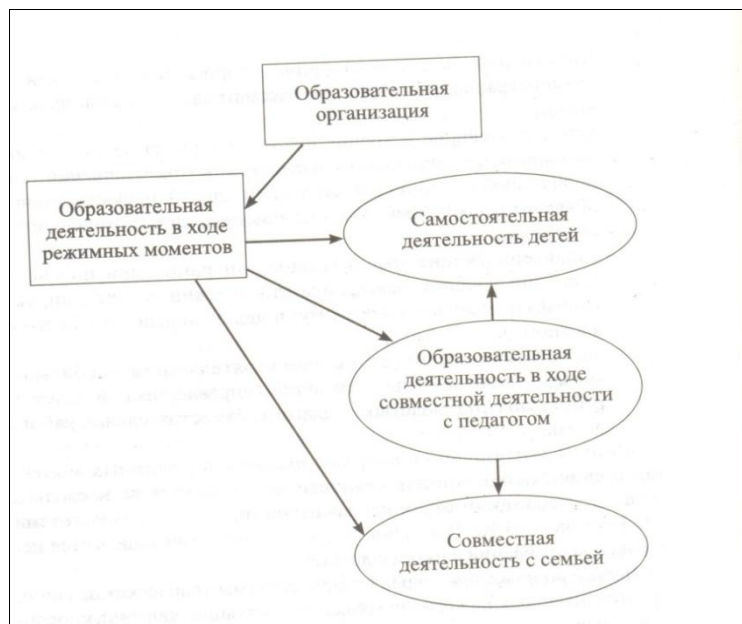 Образовательная
организация
Образовательная
деятельность в ходе
режимных моментов
Самостоятельная
деятельность детей
Образовательная
деятельность в ходе
совместной деятельности
с педагогом
Совместная
деятельность с семьей